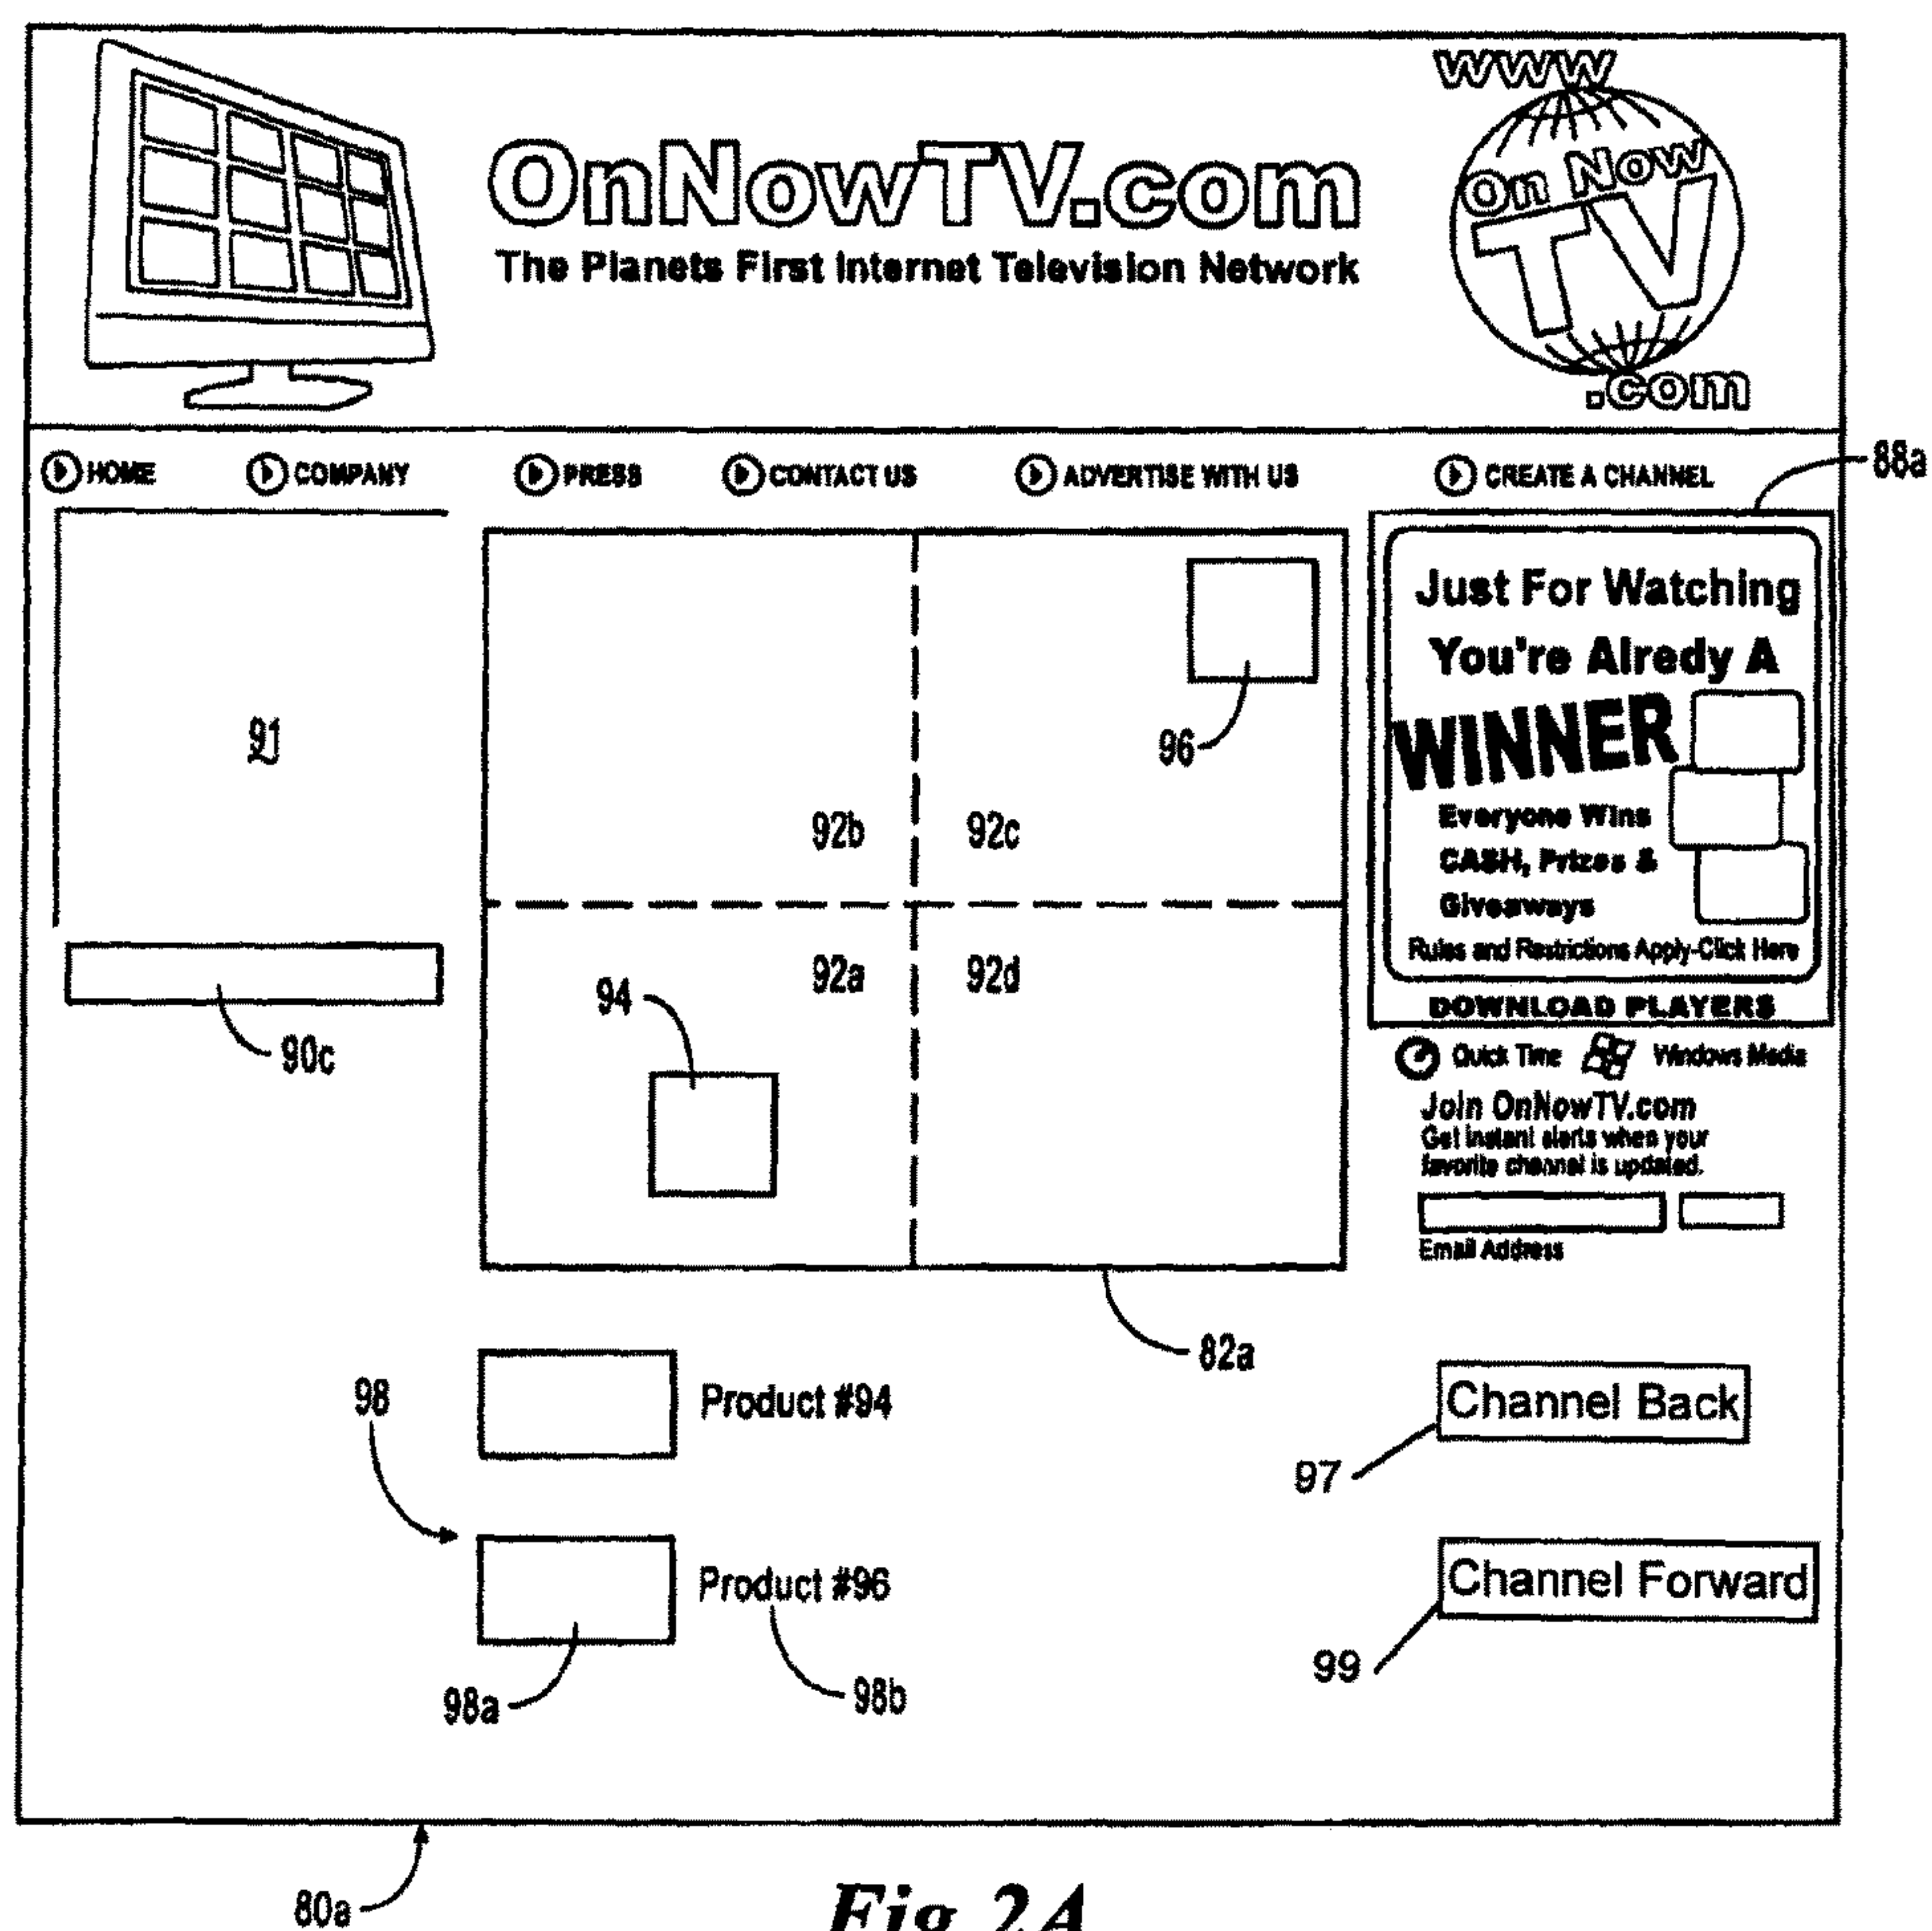 www
On Now
TV
.com
OnNowTV.com
The Planets First Internet Television Network
HOME COMPANY PRESS CONTACT US ADVERTISE WITH US CREATE A CHANNEL
88a
Just For Watching
You're Alredy A
WINNER
Everyone Wins
CASH, Prizes &
Giveaways
Rules and Restrictions Apply-Click Here
DOWNLOAD PLAYERS
Quick Time Windows Media
Join OnNowTV.com
Get instant alerts when your
favorite channel is updated.
Email Address
91
90c
96
92b 92c
92a 92d
94
82a
98
Product #94
Channel Back
97
Product #96
Channel Forward
99
98a
98b
80a
Fig 2A